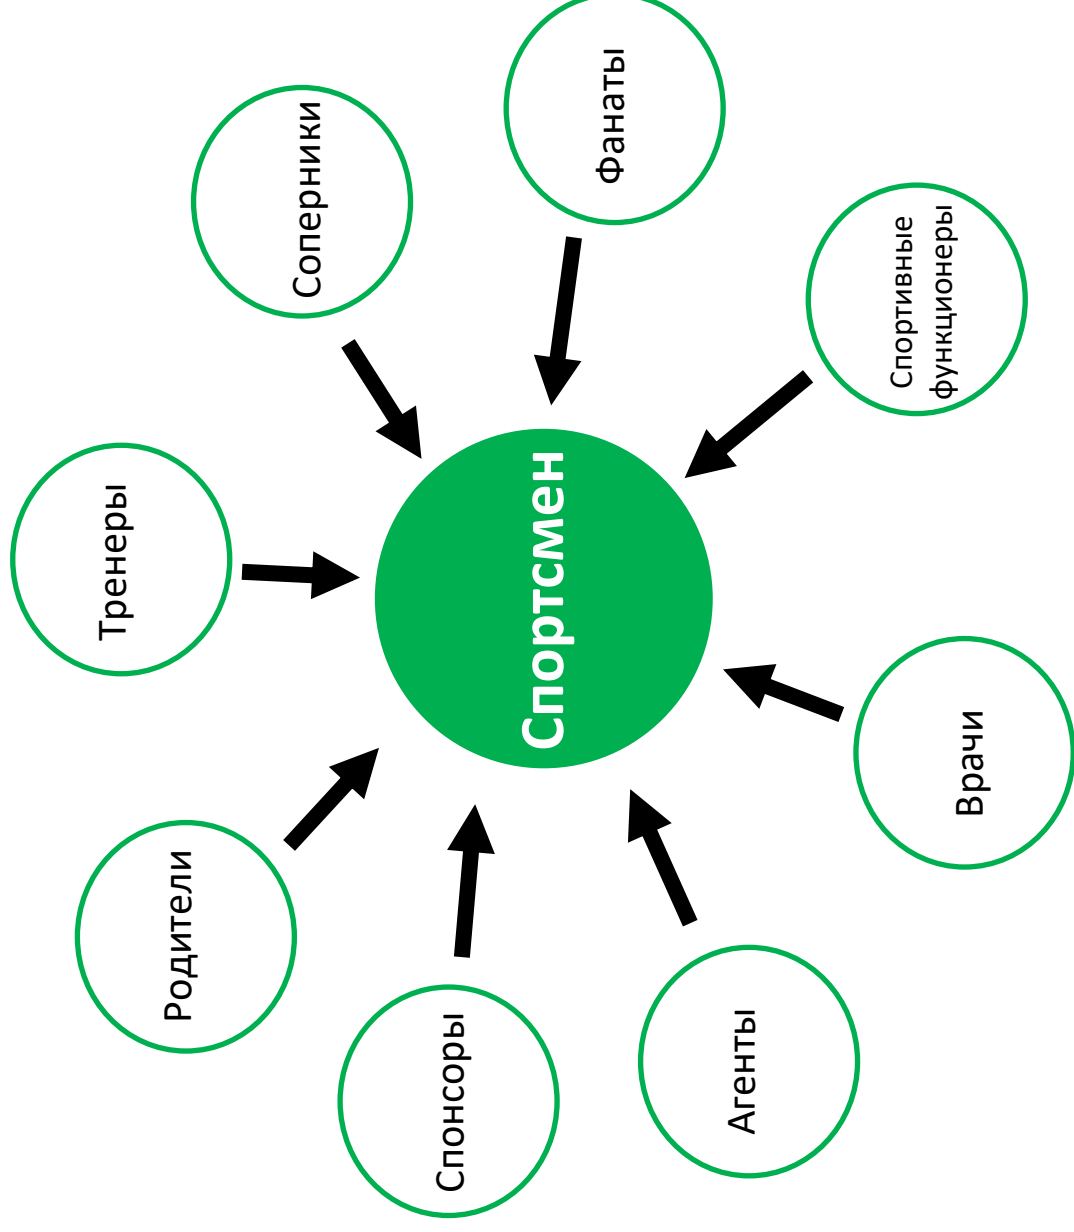 Тренеры
Родители
Соперники
Спонсоры
Спортсмен
Фанаты
Агенты
Спортивные
функционеры
Врачи